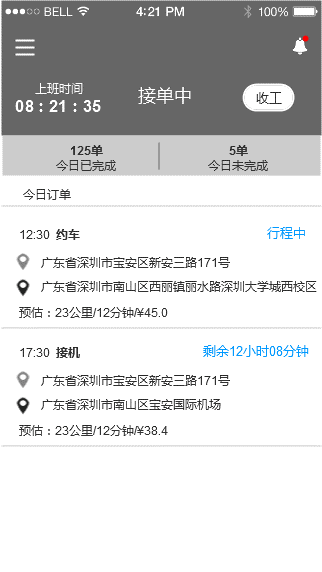 BELL 4:21 PM 100%
上班时间
08 : 21 : 35
接单中
收工
125单 5单
今日已完成 今日未完成
今日订单
12:30 约车 行程中
广东省深圳市宝安区新安三路171号
广东省深圳市南山区西丽镇丽水路深圳大学城西校区
预估：23公里/12分钟/¥45.0
17:30 接机 剩余12小时08分钟
广东省深圳市宝安区新安三路171号
广东省深圳市南山区宝安国际机场
预估：23公里/12分钟/¥38.4